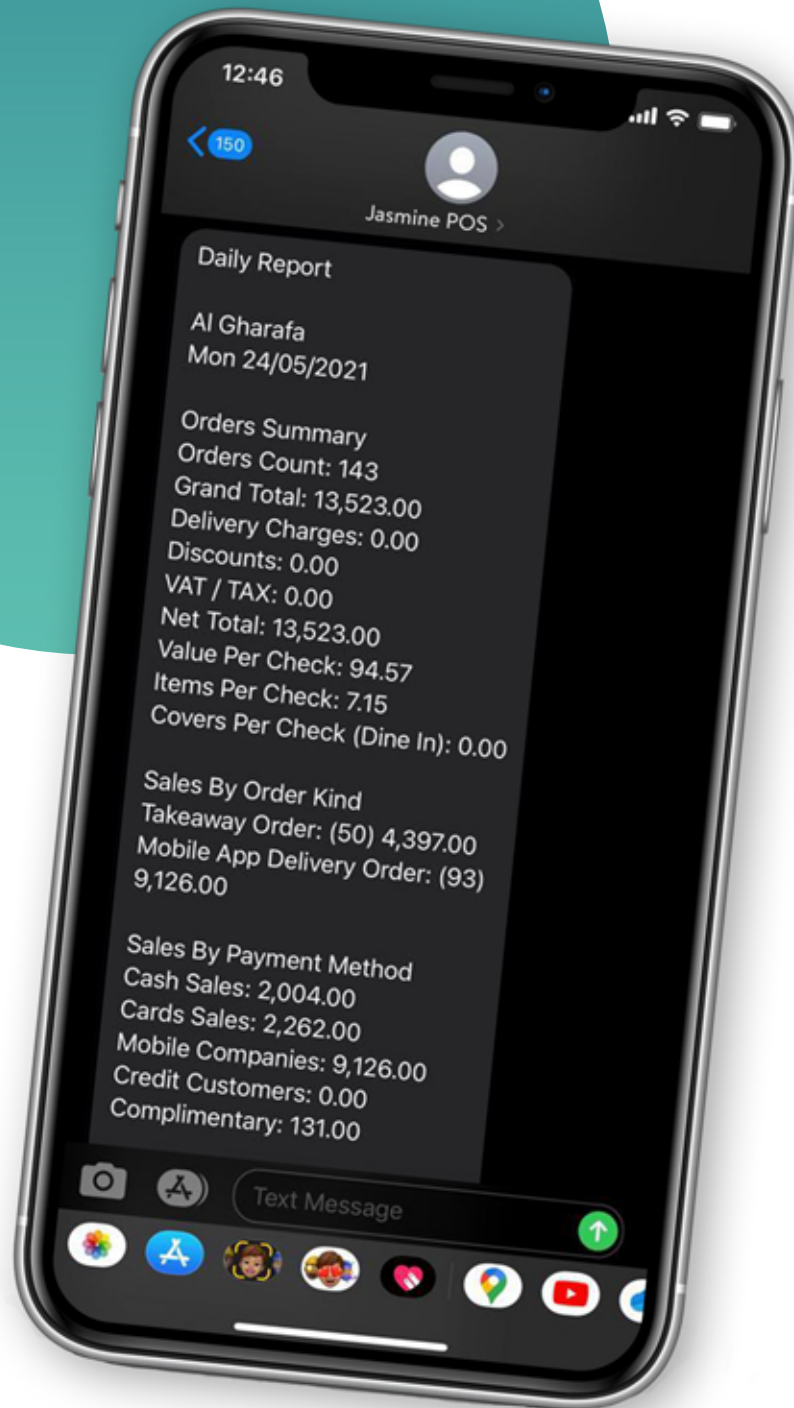 12:46
150
Jasmine POS
Daily Report
Al Gharafa
Mon 24/05/2021
Orders Summary
Orders Count: 143
Grand Total: 13,523.00
Delivery Charges: 0.00
Discounts: 0.00
VAT / TAX: 0.00
Net Total: 13,523.00
Value Per Check: 94.57
Items Per Check: 7.15
Covers Per Check (Dine In): 0.00
Sales By Order Kind
Takeaway Order: (50) 4,397.00
Mobile App Delivery Order: (93)
9,126.00
Sales By Payment Method
Cash Sales: 2,004.00
Cards Sales: 2,262.00
Mobile Companies: 9,126.00
Credit Customers: 0.00
Complimentary: 131.00
Text Message